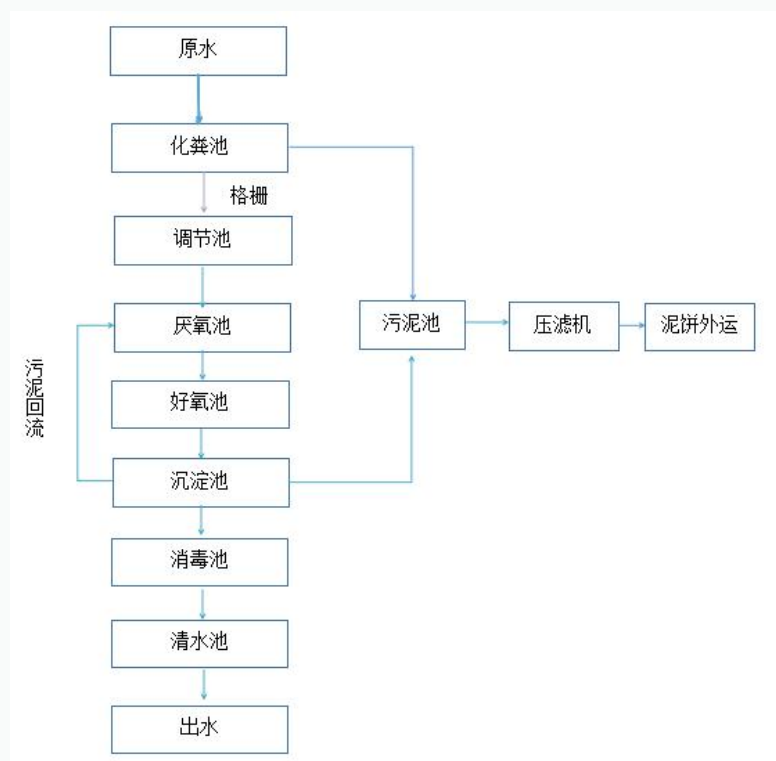 原水
化粪池
格栅
调节池
厌氧池
污泥池
压滤机
泥饼外运
污泥回流
好氧池
沉淀池
消毒池
清水池
出水